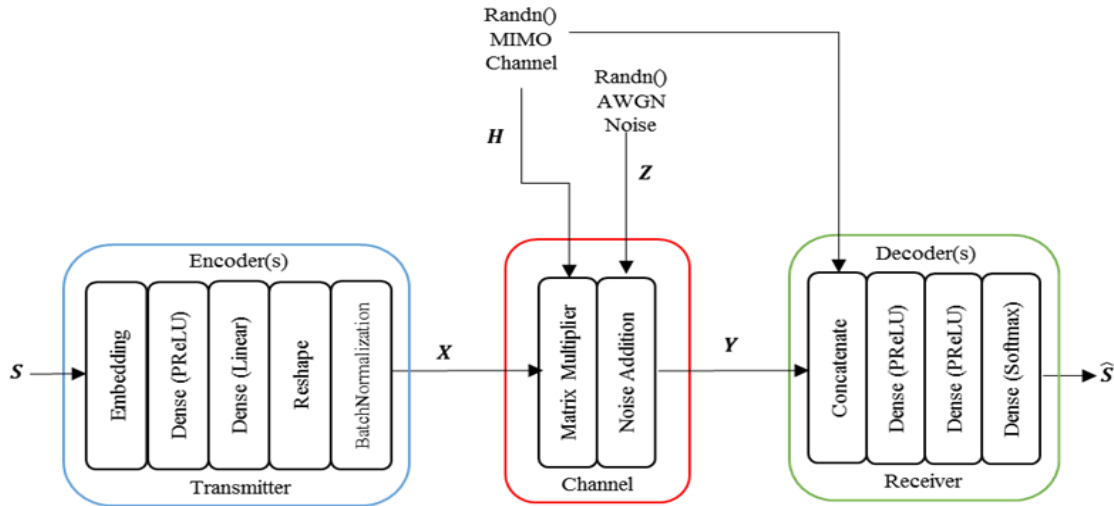 Randn()
MIMO
Channel
Randn()
AWGN
Noise
H
Z
Encoder(s)
Decoder(s)
S
Embedding
Dense (PReLU)
Dense (Linear)
Reshape
BatchNormalization
X
Matrix Multiplier
Noise Addition
Y
Concatenate
Dense (PReLU)
Dense (PReLU)
Dense (Softmax)
Ŝ
Transmitter
Channel
Receiver